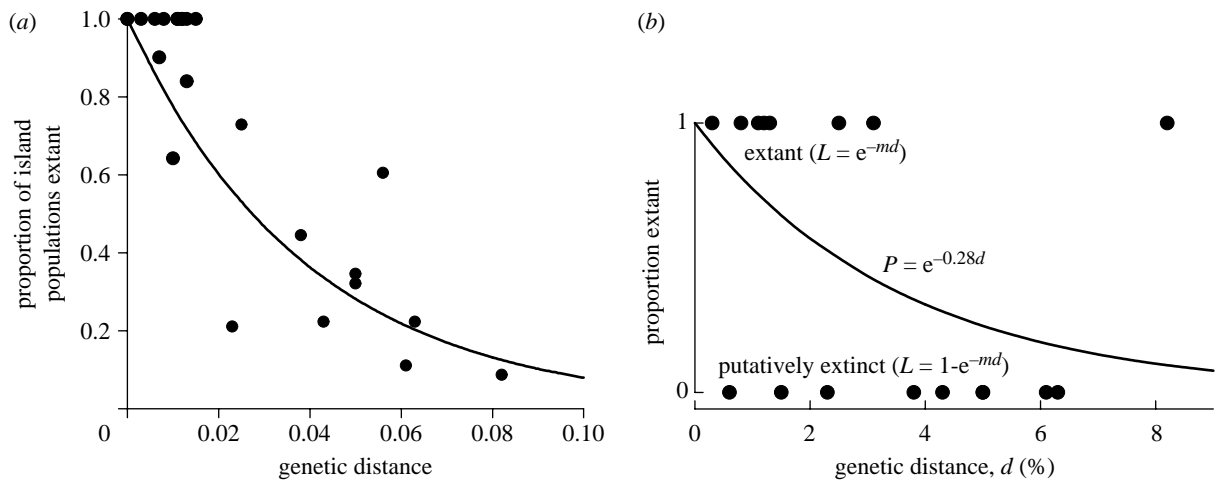 (a)
1.0
0.8
0.6
0.4
0.2
proportion of island
populations extant
0
0.02
0.04
0.06
0.08
0.10
genetic distance
(b)
1
extant (L = e^{–md})
P = e^{–0.28d}
putatively extinct (L = 1-e^{–md})
0
proportion extant
0
2
4
6
8
genetic distance, d (%)